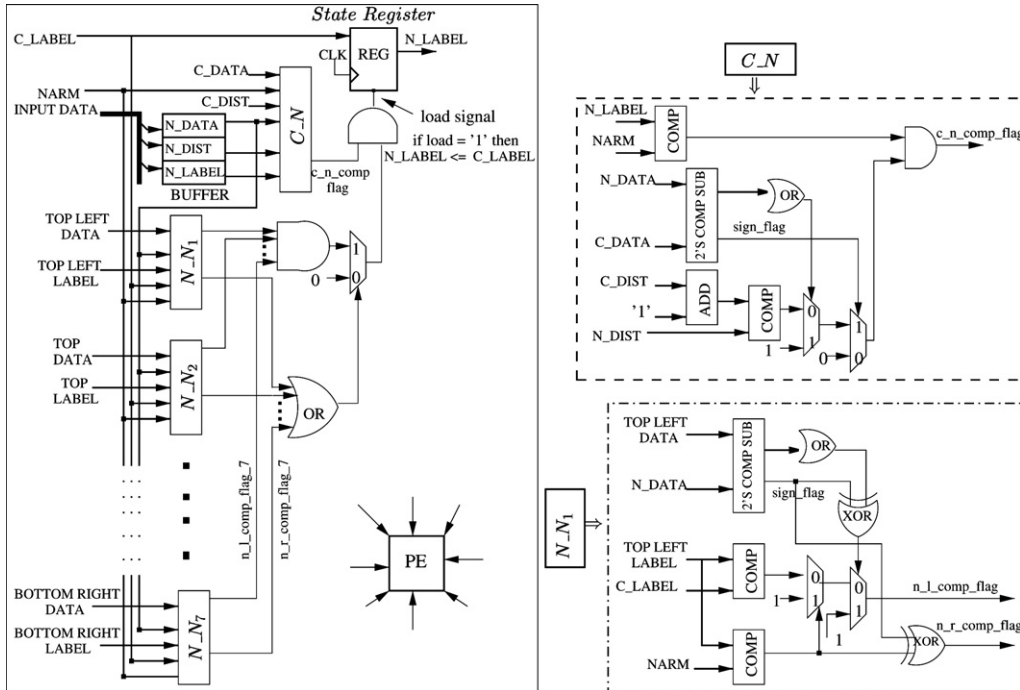 State Register
C_LABEL
N_LABEL
REG
CLK
C_DATA
NARM
INPUT DATA
C_DIST
C_N
load signal
if load = '1' then
N_LABEL <= C_LABEL
N_DATA
N_DIST
N_LABEL
BUFFER
c_n_comp
flag
TOP LEFT
DATA
TOP LEFT
LABEL
N_N1
1
0
0
TOP
DATA
TOP
LABEL
N_N2
OR
n_l_comp_flag_7
n_r_comp_flag_7
PE
BOTTOM RIGHT
DATA
BOTTOM RIGHT
LABEL
N_N7
C_N
N_LABEL
NARM
COMP
c_n_comp_flag
N_DATA
C_DATA
2'S COMP SUB
OR
sign_flag
C_DIST
'1'
ADD
N_DIST
COMP
0
1
1
1
0
0
N_N1
TOP LEFT
DATA
N_DATA
2'S COMP SUB
OR
sign_flag
XOR
TOP LEFT
LABEL
C_LABEL
COMP
0
1
1
0
1
1
n_l_comp_flag
n_r_comp_flag
NARM
COMP
XOR